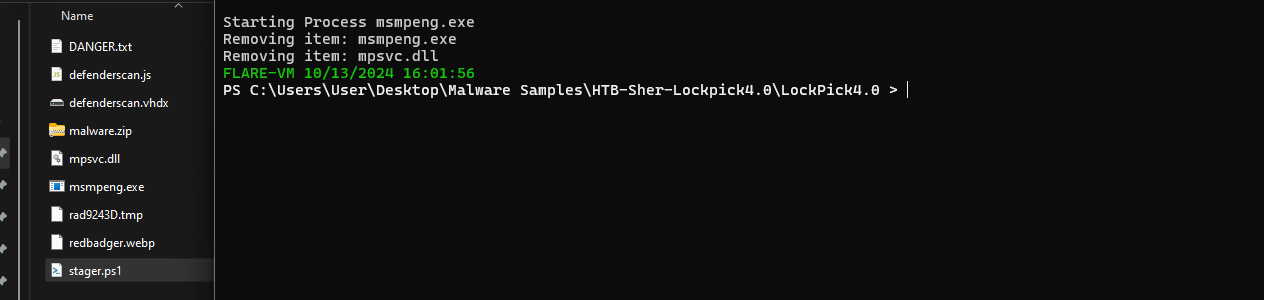 Name
DANGER.txt
defenderscan.js
defenderscan.vhdx
malware.zip
mpsvc.dll
msmpeng.exe
rad9243D.tmp
redbadger.webp
stager.ps1
Starting Process msmpeng.exe
Removing item: msmpeng.exe
Removing item: mpsvc.dll
FLARE-VM 10/13/2024 16:01:56
PS C:\Users\User\Desktop\Malware Samples\HTB-Sher-Lockpick4.0\LockPick4.0 >